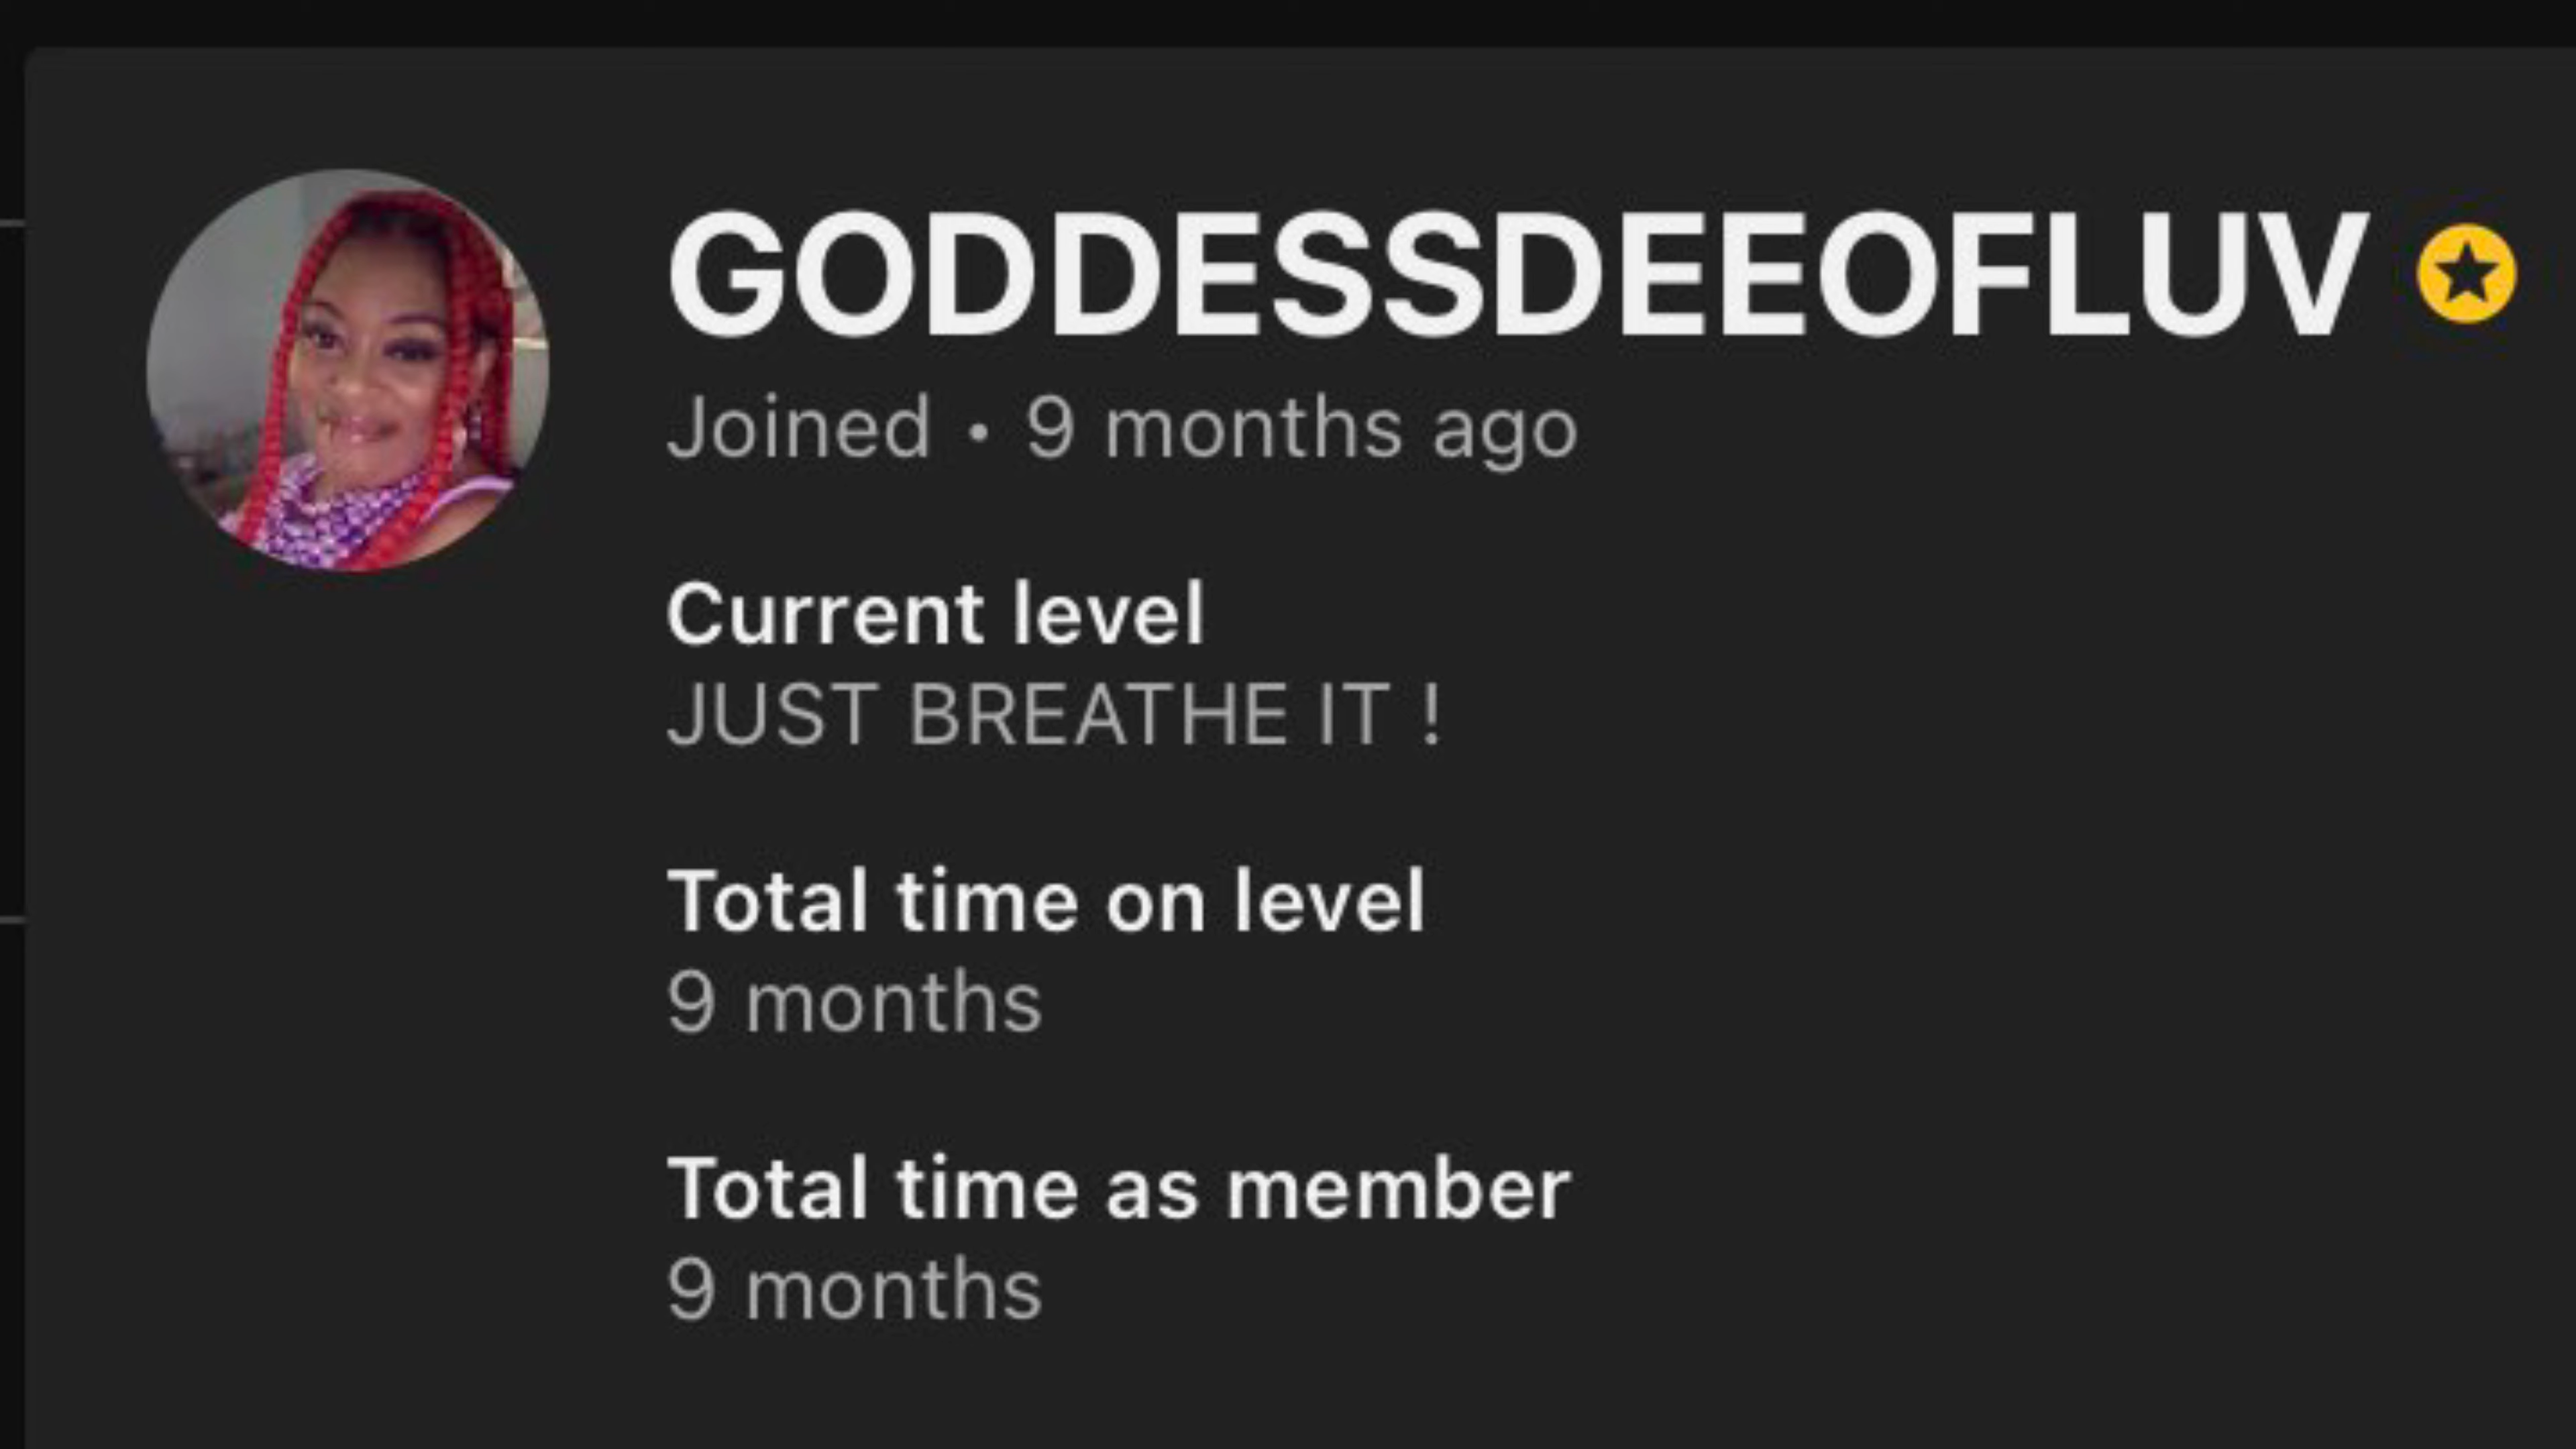 GODDESSDEEOFLUV
Joined • 9 months ago
Current level
JUST BREATHE IT !
Total time on level
9 months
Total time as member
9 months